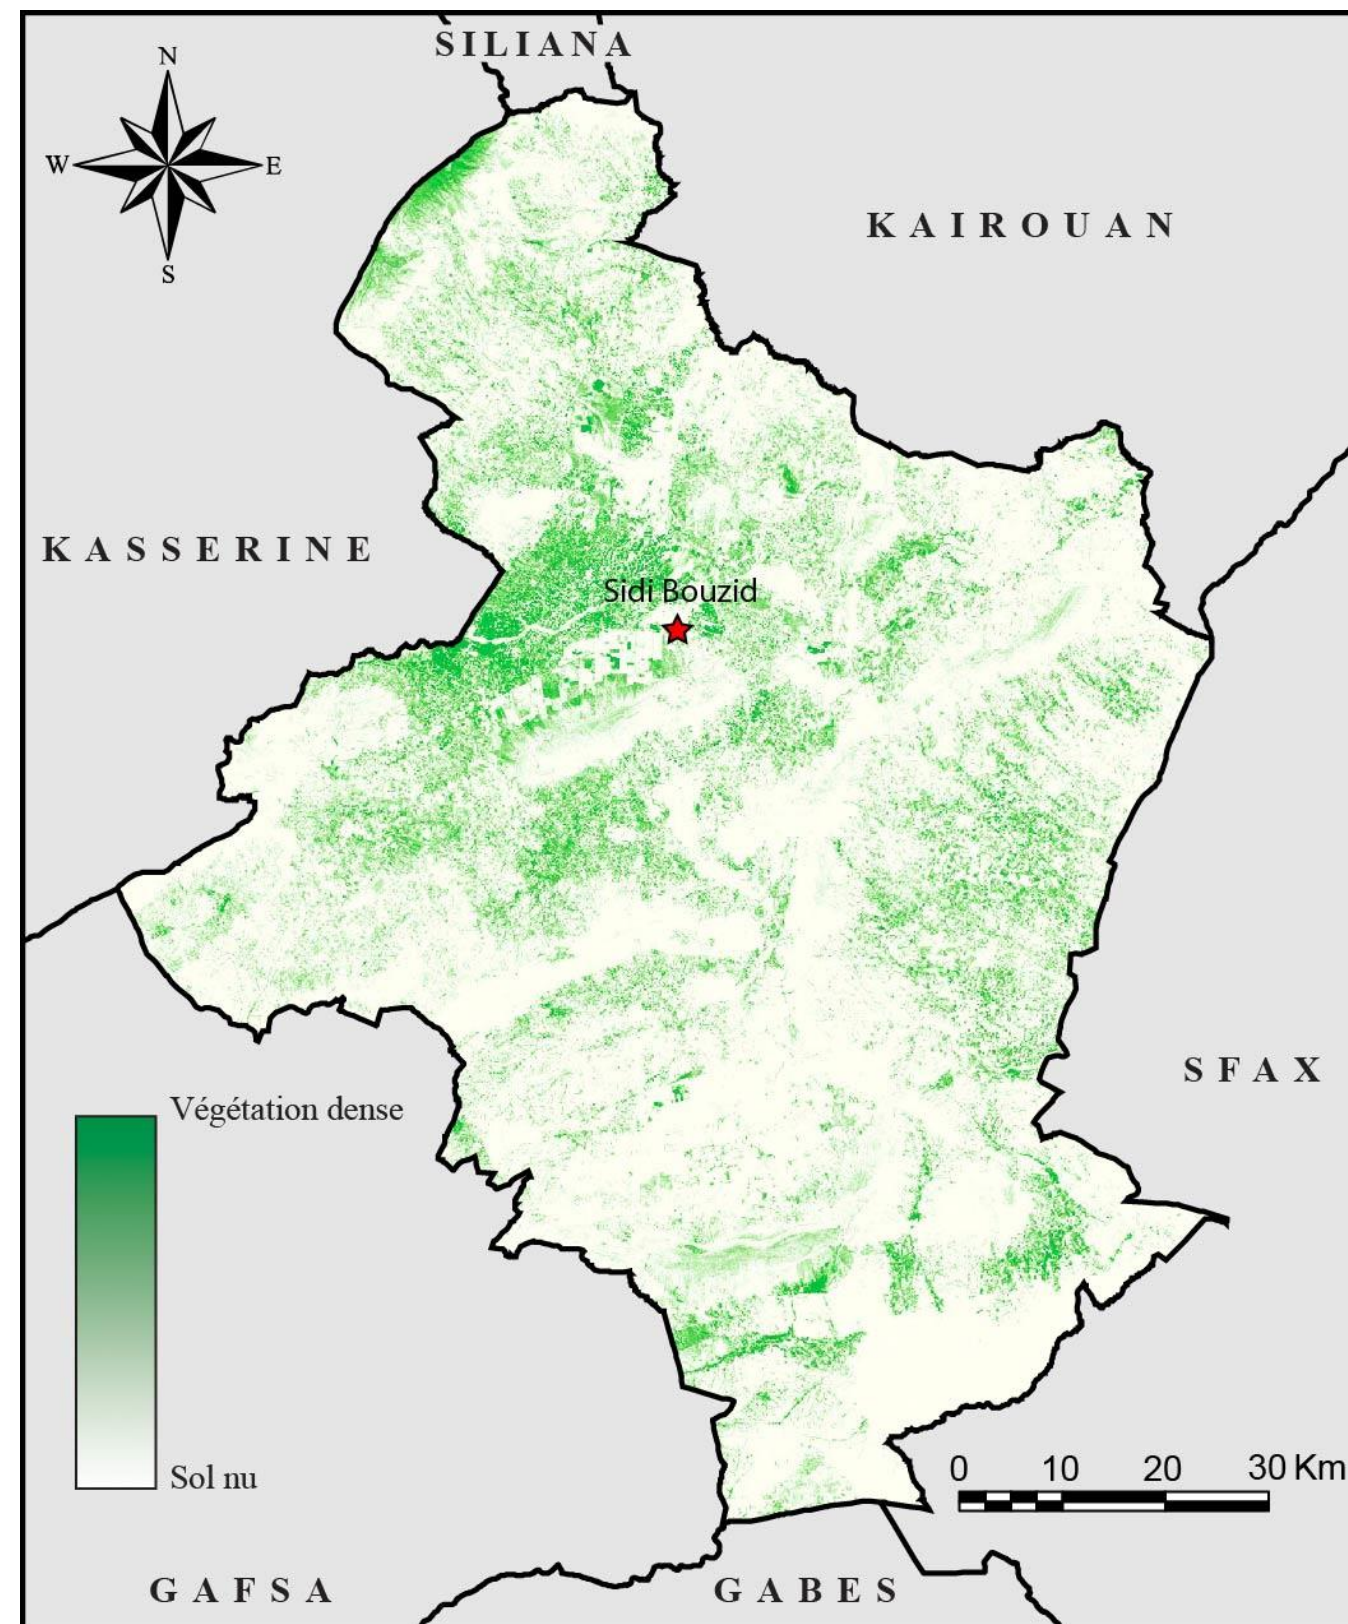 SILIANA
N
W E
S
KAIROUAN
KASSERINE
Sidi Bouzid
SFAX
Végétation dense
Sol nu
0 10 20 30 Km
GAFSA
GABES